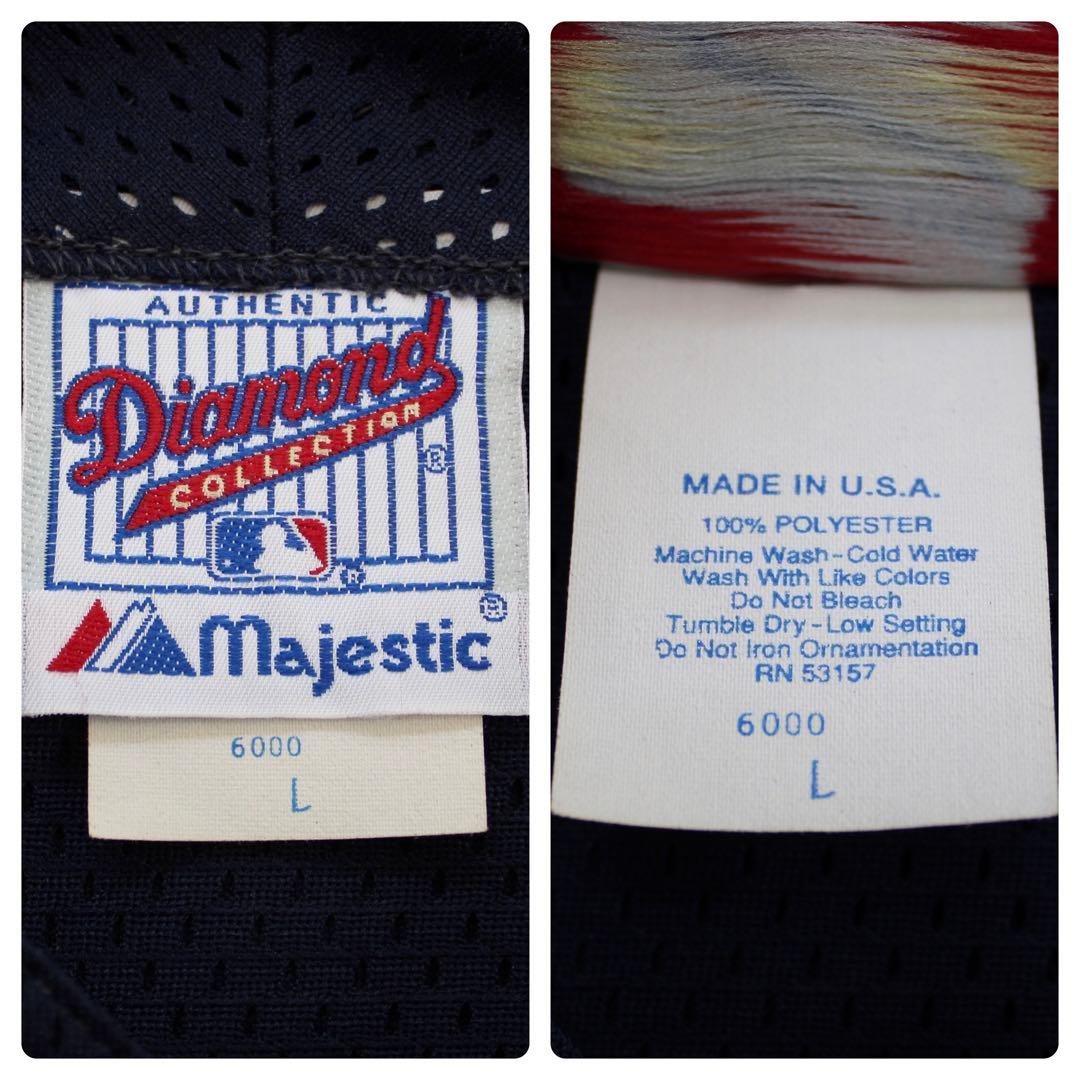 AUTHENTIC
Diamond
COLLECTION
®
®
Majestic®
6000
L
MADE IN U.S.A.
100% POLYESTER
Machine Wash-Cold Water
Wash With Like Colors
Do Not Bleach
Tumble Dry-Low Setting
Do Not Iron Ornamentation
RN 53157
6000
L